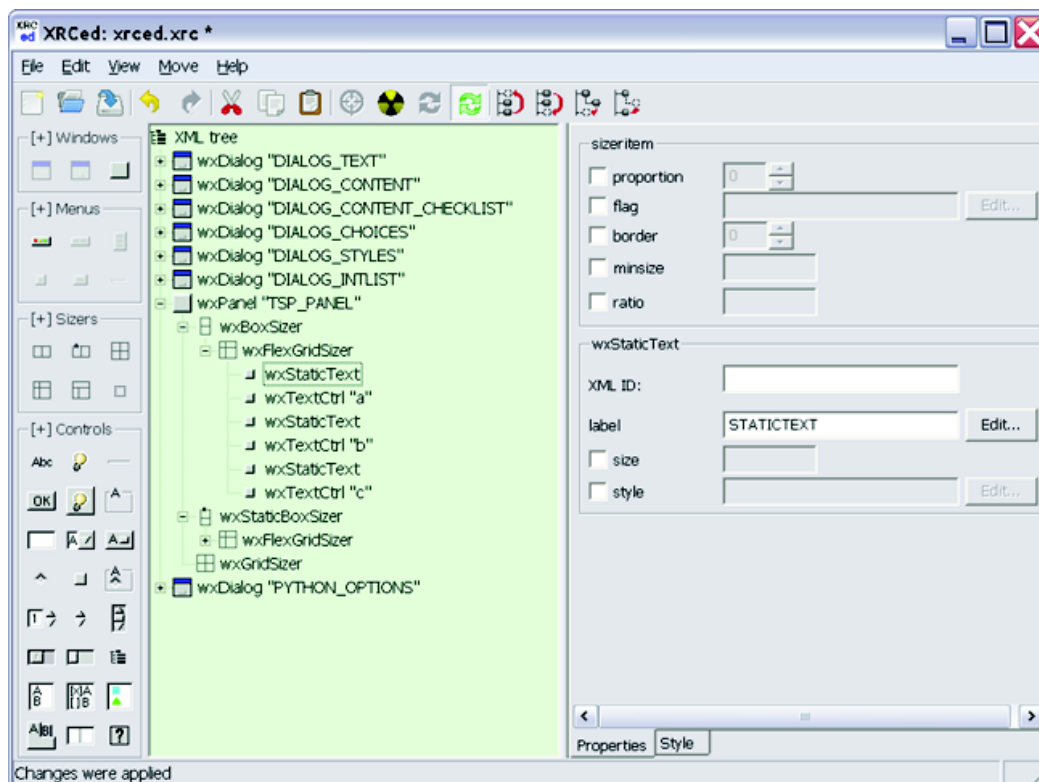 XRCed: xrced.xrc *
File Edit View Move Help
[+] Windows
[+] Menus
[+] Sizers
[+] Controls
Abc
OK
XML tree
wxDialog "DIALOG_TEXT"
wxDialog "DIALOG_CONTENT"
wxDialog "DIALOG_CONTENT_CHECKLIST"
wxDialog "DIALOG_CHOICES"
wxDialog "DIALOG_STYLES"
wxDialog "DIALOG_INTLIST"
wxPanel "TSP_PANEL"
wxBoxSizer
wxFlexGridSizer
wxStaticText
wxTextCtrl "a"
wxStaticText
wxTextCtrl "b"
wxStaticText
wxTextCtrl "c"
wxStaticBoxSizer
wxFlexGridSizer
wxGridSizer
wxDialog "PYTHON_OPTIONS"
sizeritem
proportion 0
flag Edit...
border 0
minsize
ratio
wxStaticText
XML ID:
label STATICTEXT Edit...
size
style Edit...
Properties Style
Changes were applied